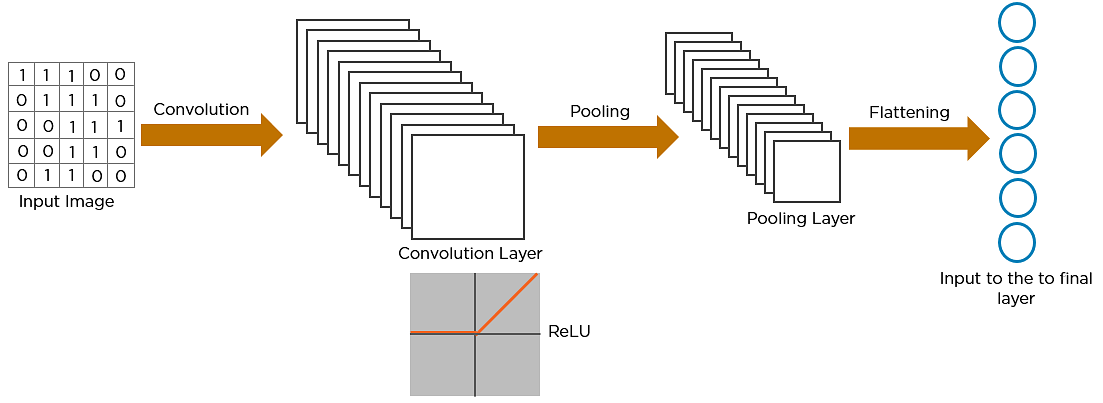 1 1 1 0 0
0 1 1 1 0
0 0 1 1 1
0 0 1 1 0
0 1 1 0 0
Input Image
Convolution
Convolution Layer
ReLU
Pooling
Pooling Layer
Flattening
Input to the to final
layer